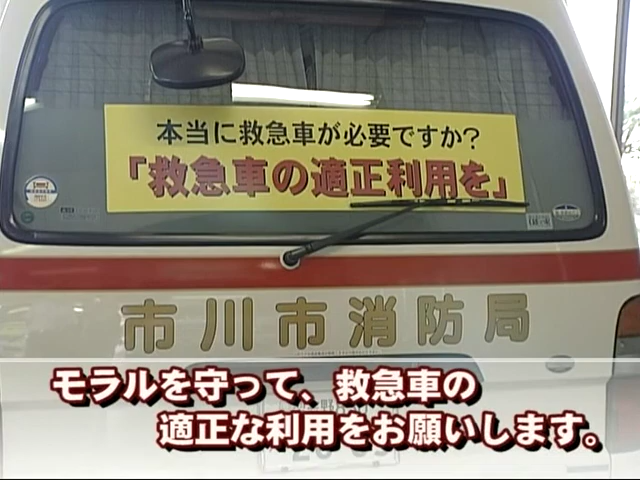 本当に救急車が必要ですか?
「救急車の適正利用を」
市川市消防局
モラルを守って、救急車の
適正な利用をお願いします。